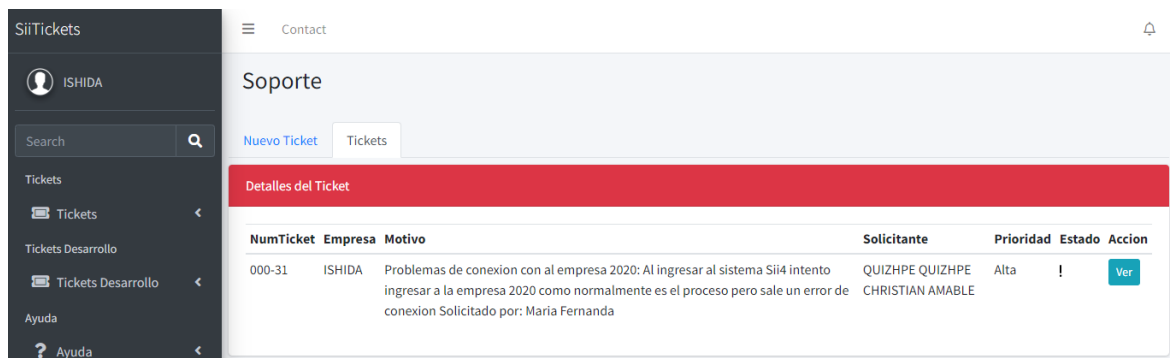 SiiTickets
Contact
ISHIDA
Soporte
Search
Nuevo Ticket
Tickets
Tickets
Detalles del Ticket
Tickets
NumTicket Empresa Motivo Solicitante Prioridad Estado Accion
Tickets Desarrollo
000-31 ISHIDA Problemas de conexion con al empresa 2020: Al ingresar al sistema Sii4 intento QUIZHPE QUIZHPE Alta ! Ver
Tickets Desarrollo
ingresar a la empresa 2020 como normalmente es el proceso pero sale un error de CHRISTIAN AMABLE
conexion Solicitado por: Maria Fernanda
Ayuda
? Ayuda